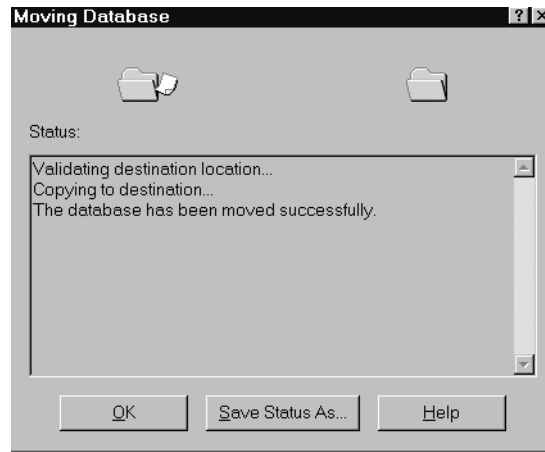 Moving Database
Status:
Validating destination location...
Copying to destination...
The database has been moved successfully.
OK
Save Status As...
Help